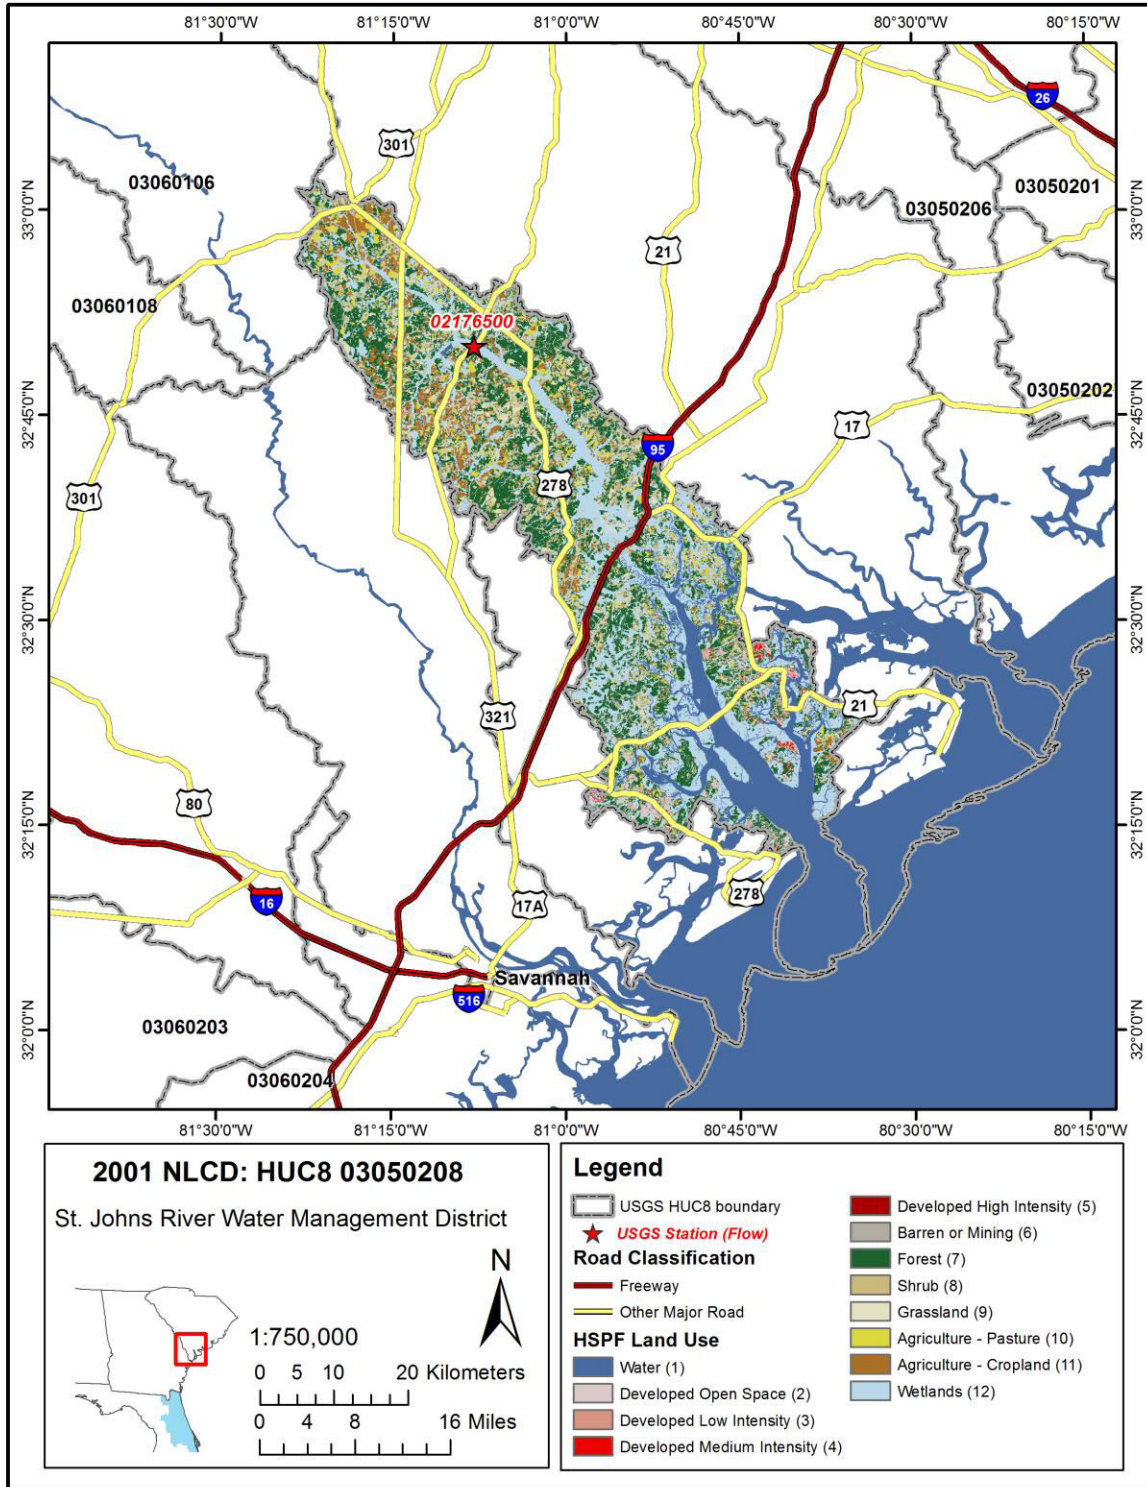 81°30'0"W 81°15'0"W 81°0'0"W 80°45'0"W 80°30'0"W 80°15'0"W
26
301
03060106
03050201
33°0'0"N
03050206
33°0'0"N
21
03060108
02176500
03050202
32°45'0"N
32°45'0"N
17
95
278
301
32°30'0"N
32°30'0"N
321
21
80
32°15'0"N
32°15'0"N
278
16
17A
Savannah
516
03060203
32°0'0"N
32°0'0"N
03060204
81°30'0"W 81°15'0"W 81°0'0"W 80°45'0"W 80°30'0"W 80°15'0"W
2001 NLCD: HUC8 03050208
St. Johns River Water Management District
N
1:750,000
0 5 10 20 Kilometers
0 4 8 16 Miles
Legend
USGS HUC8 boundary
USGS Station (Flow)
Road Classification
Freeway
Other Major Road
HSPF Land Use
Water (1)
Developed Open Space (2)
Developed Low Intensity (3)
Developed Medium Intensity (4)
Developed High Intensity (5)
Barren or Mining (6)
Forest (7)
Shrub (8)
Grassland (9)
Agriculture - Pasture (10)
Agriculture - Cropland (11)
Wetlands (12)